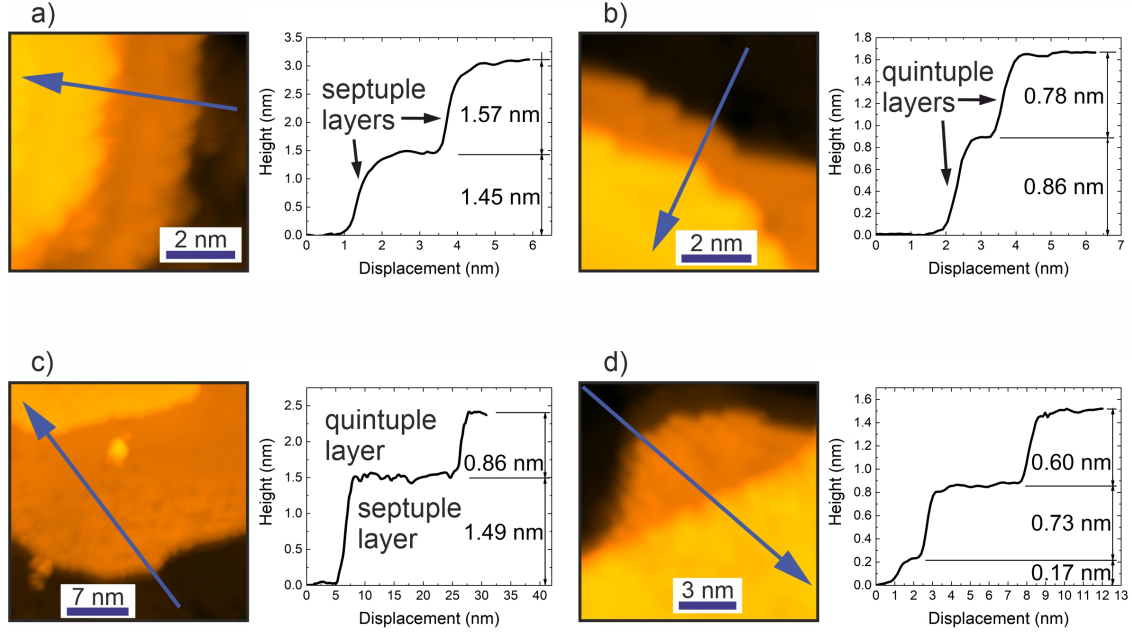 a)
2 nm
Height (nm)
3.5
3.0
2.5
2.0
1.5
1.0
0.5
0.0
septuple
layers
1.57 nm
1.45 nm
0 1 2 3 4 5 6
Displacement (nm)
b)
2 nm
Height (nm)
1.8
1.6
1.4
1.2
1.0
0.8
0.6
0.4
0.2
0.0
quintuple
layers
0.78 nm
0.86 nm
0 1 2 3 4 5 6 7
Displacement (nm)
c)
7 nm
Height (nm)
2.5
2.0
1.5
1.0
0.5
0.0
quintuple
layer
0.86 nm
septuple
layer
1.49 nm
0 5 10 15 20 25 30 35 40
Displacement (nm)
d)
3 nm
Height (nm)
1.6
1.4
1.2
1.0
0.8
0.6
0.4
0.2
0.0
0.60 nm
0.73 nm
0.17 nm
0 1 2 3 4 5 6 7 8 9 10 11 12 13
Displacement (nm)